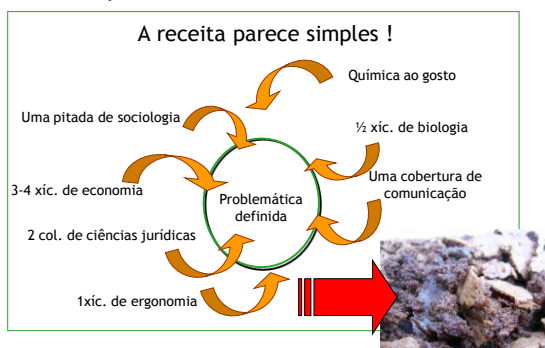 A receita parece simples !
Química ao gosto
Uma pitada de sociologia
½ xíc. de biologia
3-4 xíc. de economia
Uma cobertura de
comunicação
Problemática
definida
2 col. de ciências jurídicas
1xíc. de ergonomia